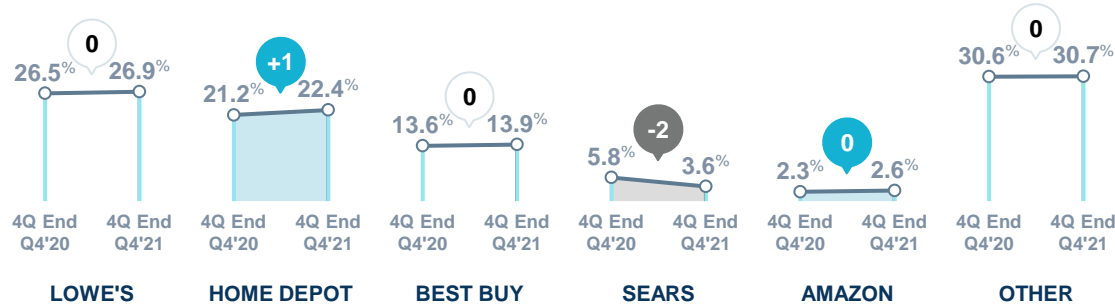 0
26.5% 26.9%
4Q End 4Q End
Q4'20 Q4'21
LOWE'S
+1
21.2% 22.4%
4Q End 4Q End
Q4'20 Q4'21
HOME DEPOT
0
13.6% 13.9%
4Q End 4Q End
Q4'20 Q4'21
BEST BUY
-2
5.8% 3.6%
4Q End 4Q End
Q4'20 Q4'21
SEARS
0
2.3% 2.6%
4Q End 4Q End
Q4'20 Q4'21
AMAZON
0
30.6% 30.7%
4Q End 4Q End
Q4'20 Q4'21
OTHER